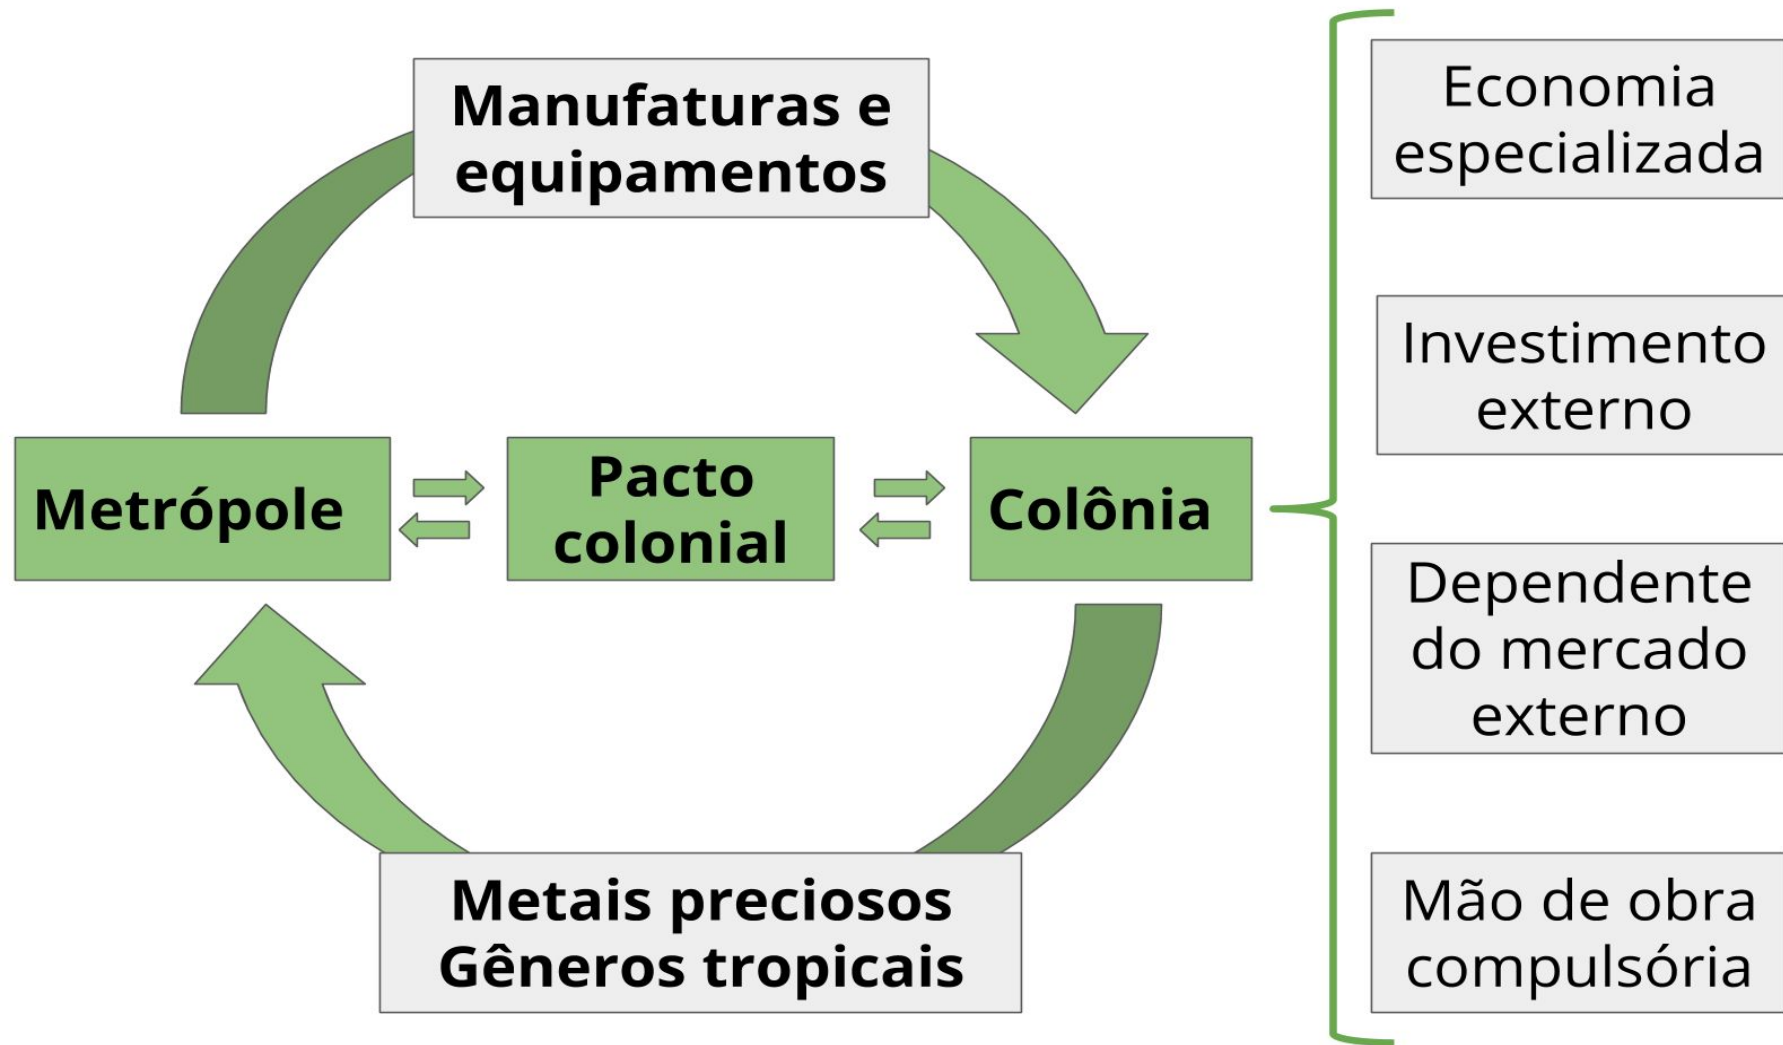 Manufaturas e
equipamentos
Metrópole
Pacto
colonial
Colônia
Metais preciosos
Gêneros tropicais
Economia
especializada
Investimento
externo
Dependente
do mercado
externo
Mão de obra
compulsória